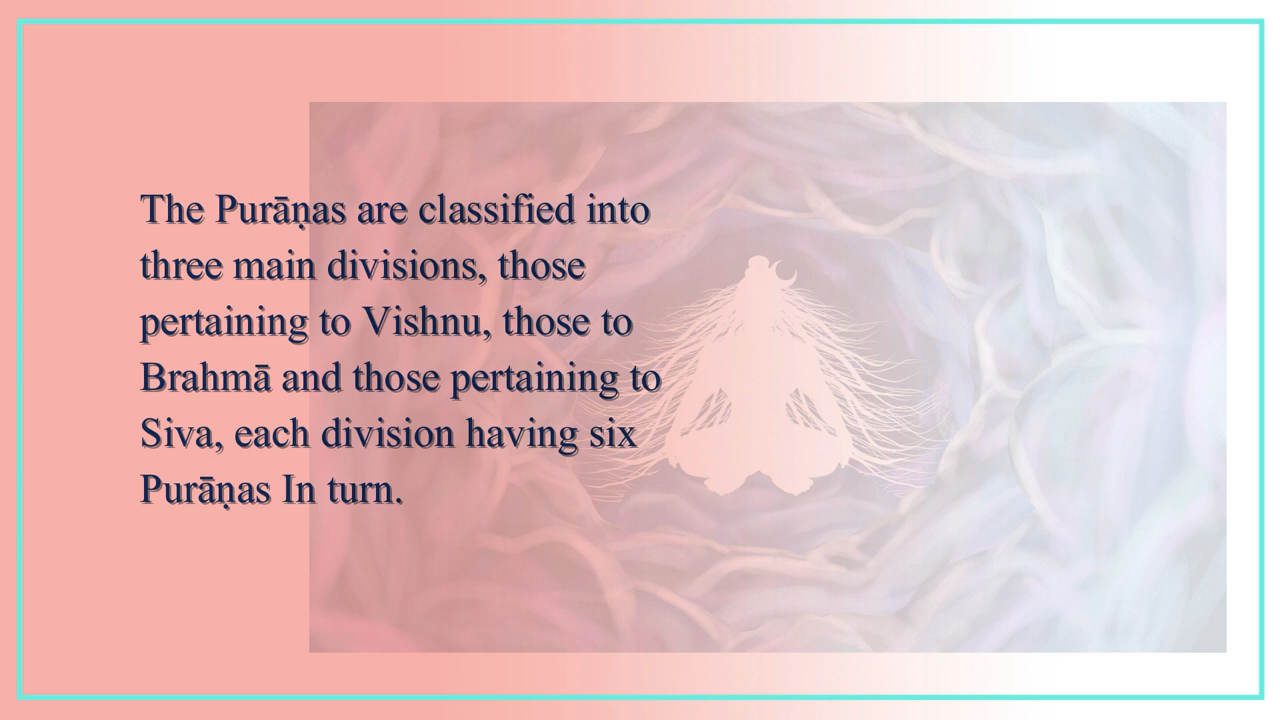 The Purāṇas are classified into
three main divisions, those
pertaining to Vishnu, those to
Brahmā and those pertaining to
Siva, each division having six
Purāṇas In turn.